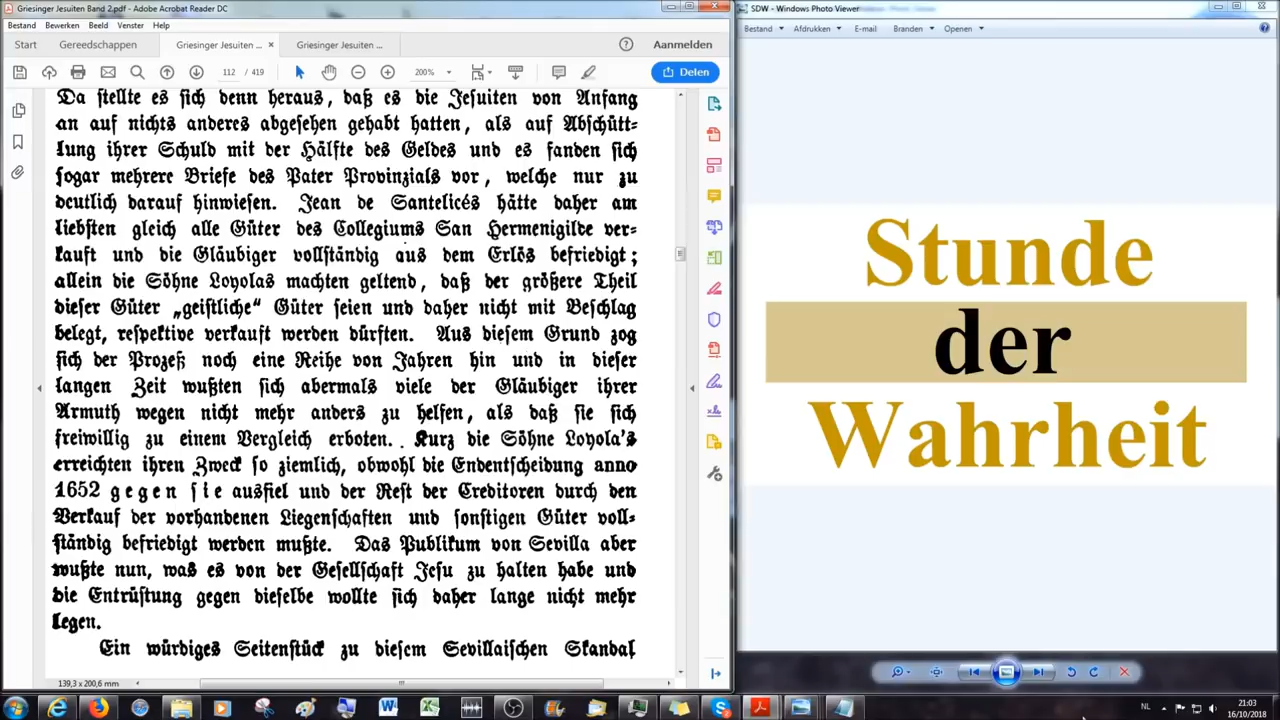 Griesinger Jesuiten Band 2.pdf - Adobe Acrobat Reader DC
Bestand Bewerken Beeld Venster Help
Start Gereedschappen Griesinger Jesuiten ... × Griesinger Jesuiten ... Aanmelden
112 / 419 200% Delen
Da stellte es sich denn heraus, daß es die Jesuiten von Anfang
an auf nichts anderes abgesehen gehabt hatten, als auf Abschütt-
lung ihrer Schuld mit der Hälfte des Geldes und es fanden sich
sogar mehrere Briefe des Pater Provinzials vor, welche nur zu
deutlich darauf hinwiesen. Jean de Santelicés hätte daher am
liebsten gleich alle Güter des Collegiums San Hermenigilde ver-
kauft und die Gläubiger vollständig aus dem Erlös befriedigt;
allein die Söhne Loyolas machten geltend, daß der größere Theil
dieser Güter „geistliche“ Güter seien und daher nicht mit Beschlag
belegt, respektive verkauft werden dürften. Aus diesem Grund zog
sich der Prozeß noch eine Reihe von Jahren hin und in dieser
langen Zeit wußten sich abermals viele der Gläubiger ihrer
Armuth wegen nicht mehr anders zu helfen, als daß sie sich
freiwillig zu einem Vergleich erboten. Kurz die Söhne Loyola's
erreichten ihren Zweck so ziemlich, obwohl die Endentscheidung anno
1652 gegen sie ausfiel und der Rest der Creditoren durch den
Verkauf der vorhandenen Liegenschaften und sonstigen Güter voll-
ständig befriedigt werden mußte. Das Publikum von Sevilla aber
wußte nun, was es von der Gesellschaft Jesu zu halten habe und
die Entrüstung gegen dieselbe wollte sich daher lange nicht mehr
legen.
Ein würdiges Seitenstück zu diesem Sevillaischen Skandal
139,3 x 200,6 mm
SDW - Windows Photo Viewer
Bestand Afdrukken E-mail Branden Openen
Stunde
der
Wahrheit
NL 21:03
16/10/2018